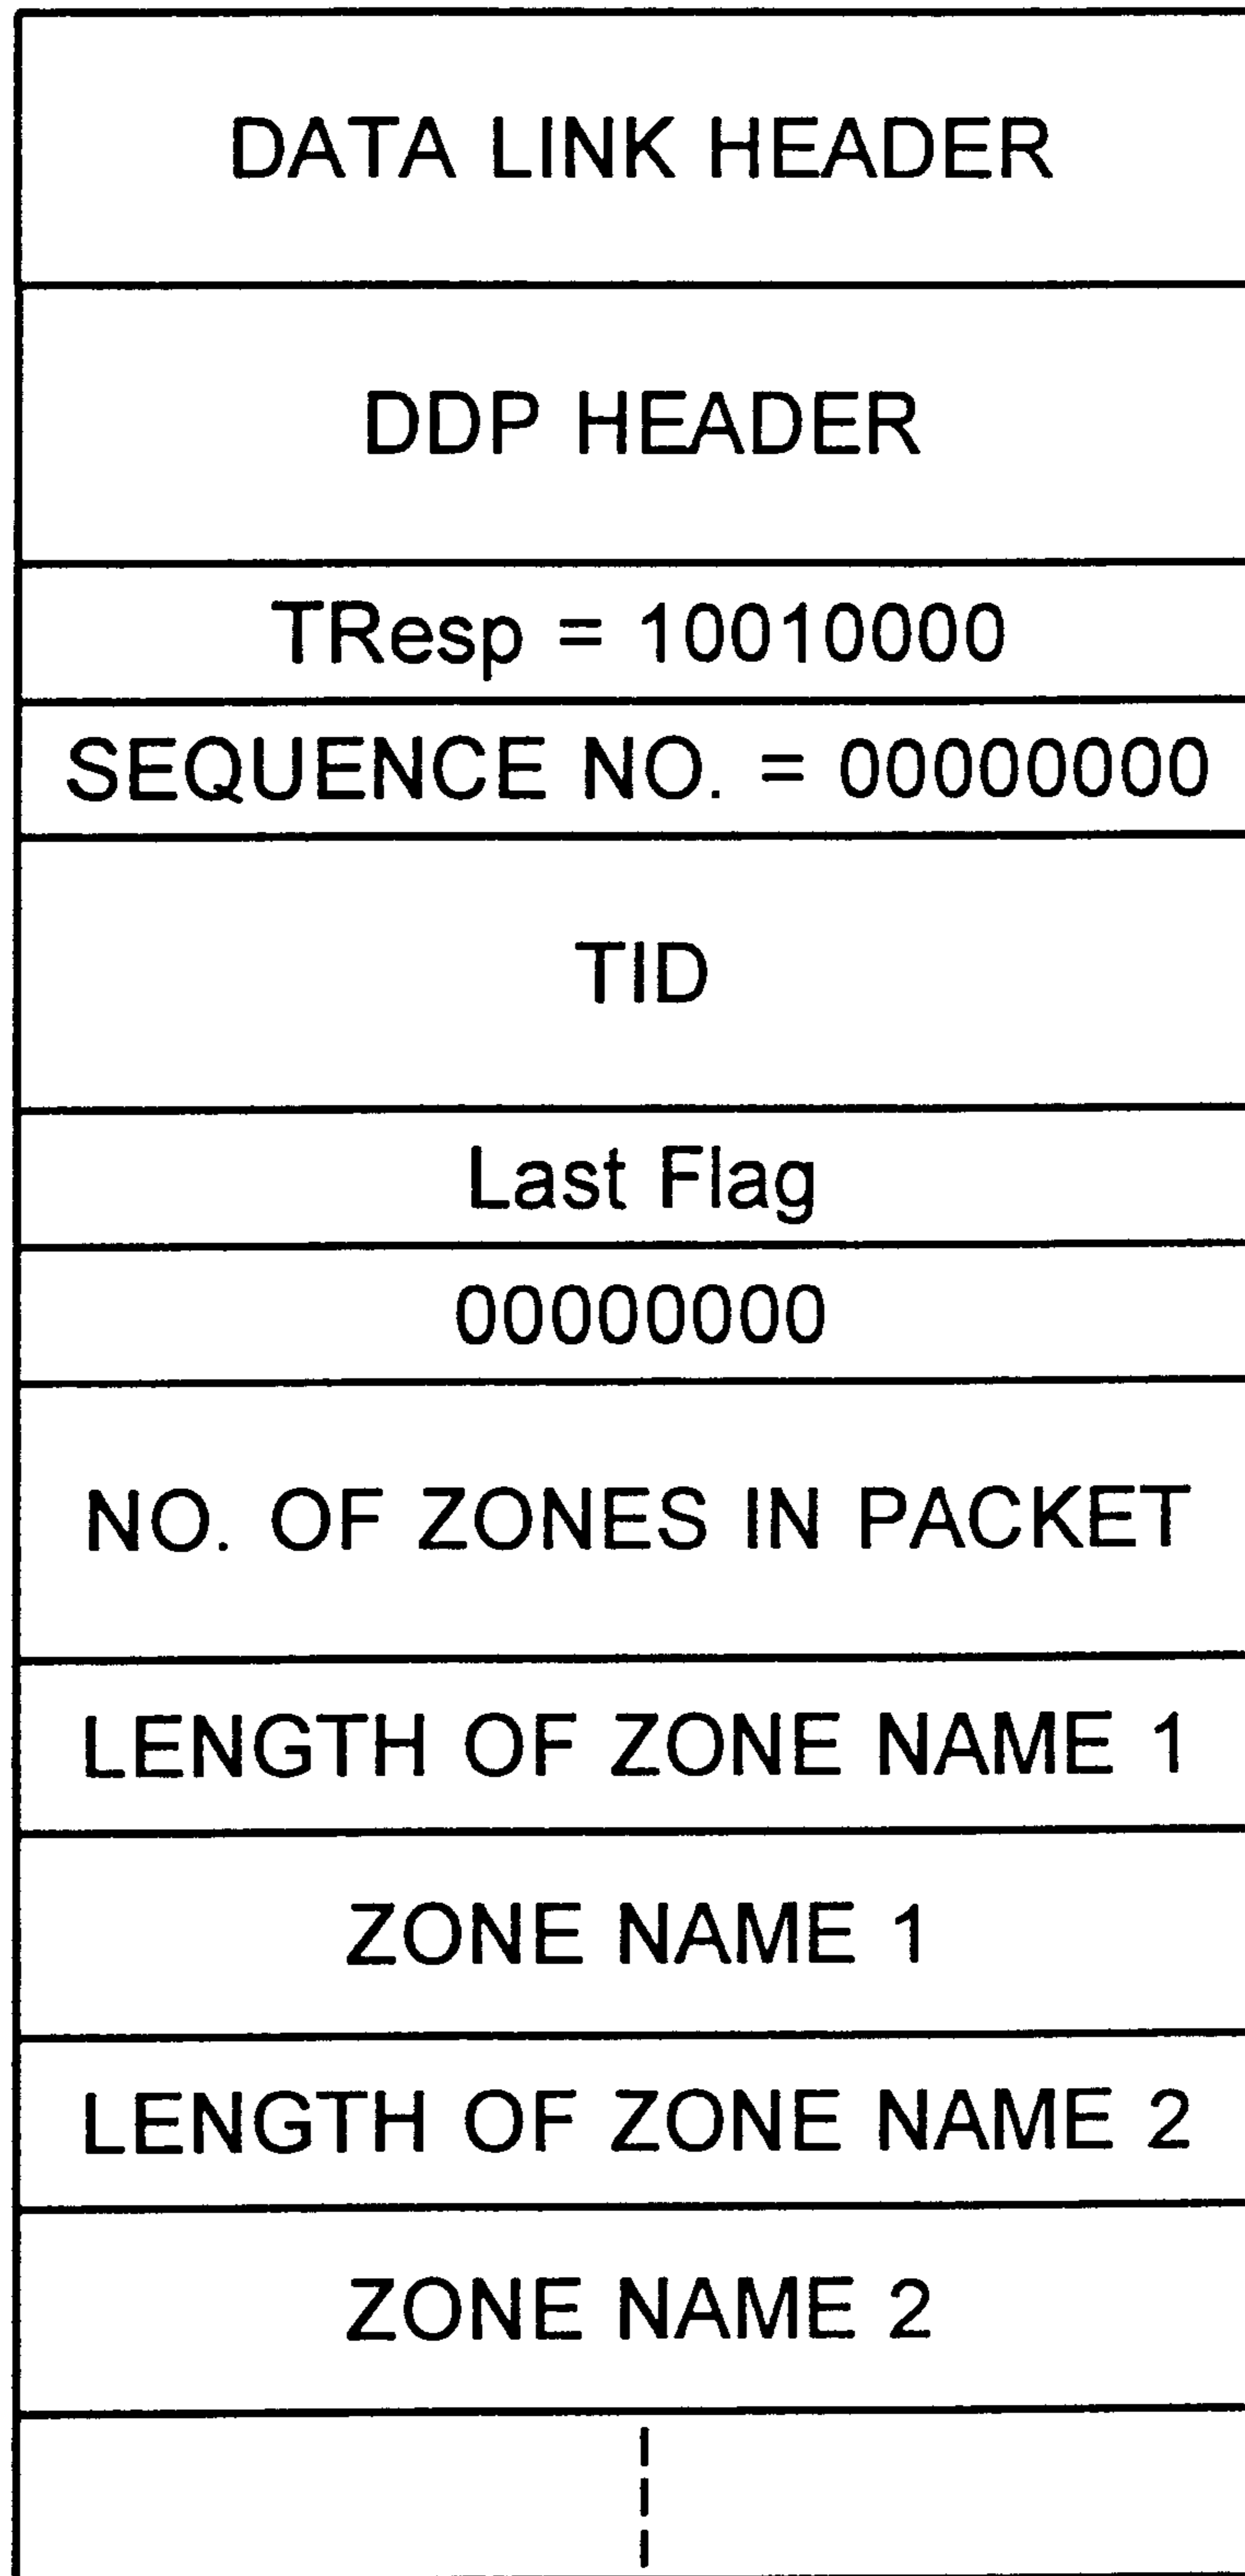 DATA LINK HEADER
DDP HEADER
TResp = 10010000
SEQUENCE NO. = 00000000
TID
Last Flag
00000000
NO. OF ZONES IN PACKET
LENGTH OF ZONE NAME 1
ZONE NAME 1
LENGTH OF ZONE NAME 2
ZONE NAME 2